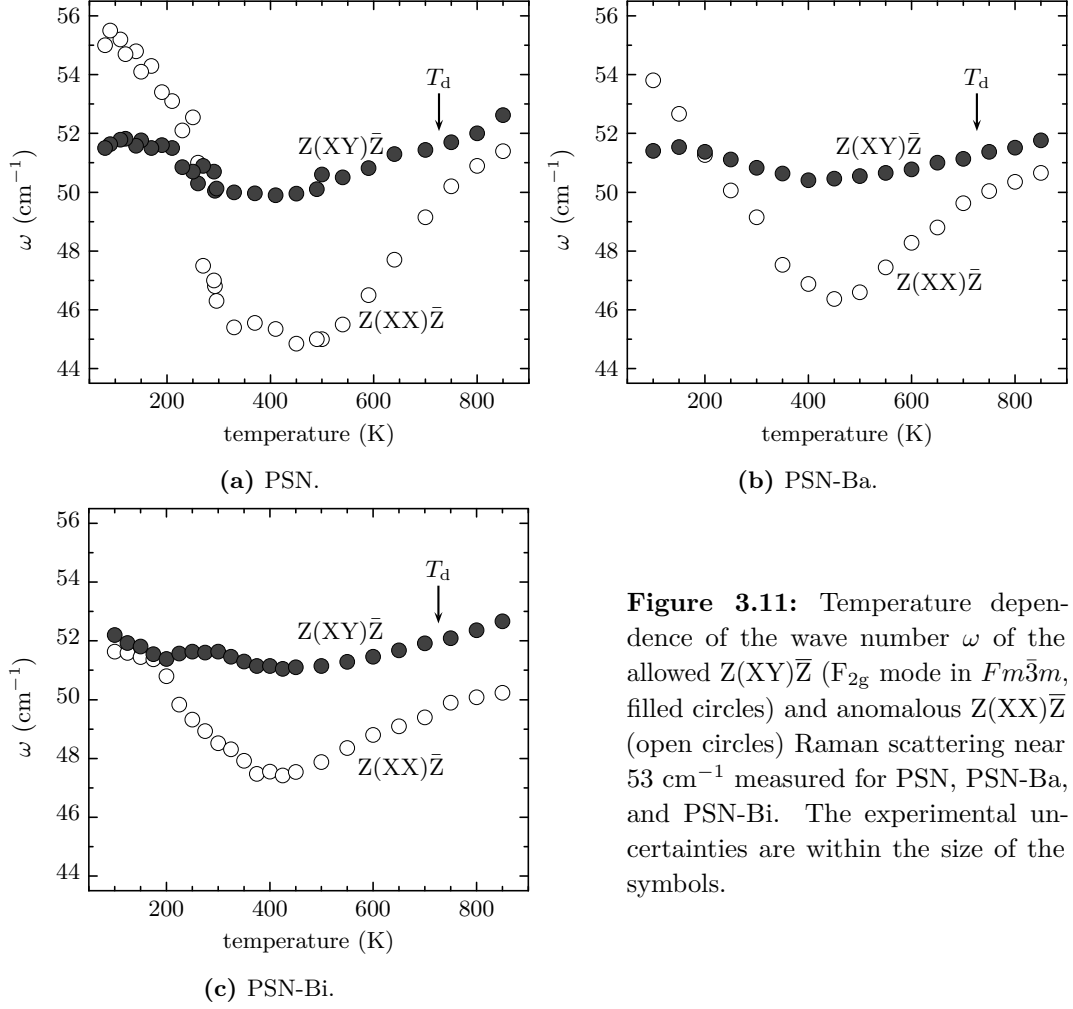 56
54
52
50
48
46
44
ω (cm⁻¹)
T_d
Z(XY)Z̄
Z(XX)Z̄
200 400 600 800
temperature (K)
(a) PSN.
56
54
52
50
48
46
44
ω (cm⁻¹)
T_d
Z(XY)Z̄
Z(XX)Z̄
200 400 600 800
temperature (K)
(b) PSN-Ba.
56
54
52
50
48
46
44
ω (cm⁻¹)
T_d
Z(XY)Z̄
Z(XX)Z̄
200 400 600 800
temperature (K)
(c) PSN-Bi.
Figure 3.11: Temperature depen-
dence of the wave number ω of the
allowed Z(XY)Z̄ (F₂g mode in Fm3̄m,
filled circles) and anomalous Z(XX)Z̄
(open circles) Raman scattering near
53 cm⁻¹ measured for PSN, PSN-Ba,
and PSN-Bi. The experimental un-
certainties are within the size of the
symbols.